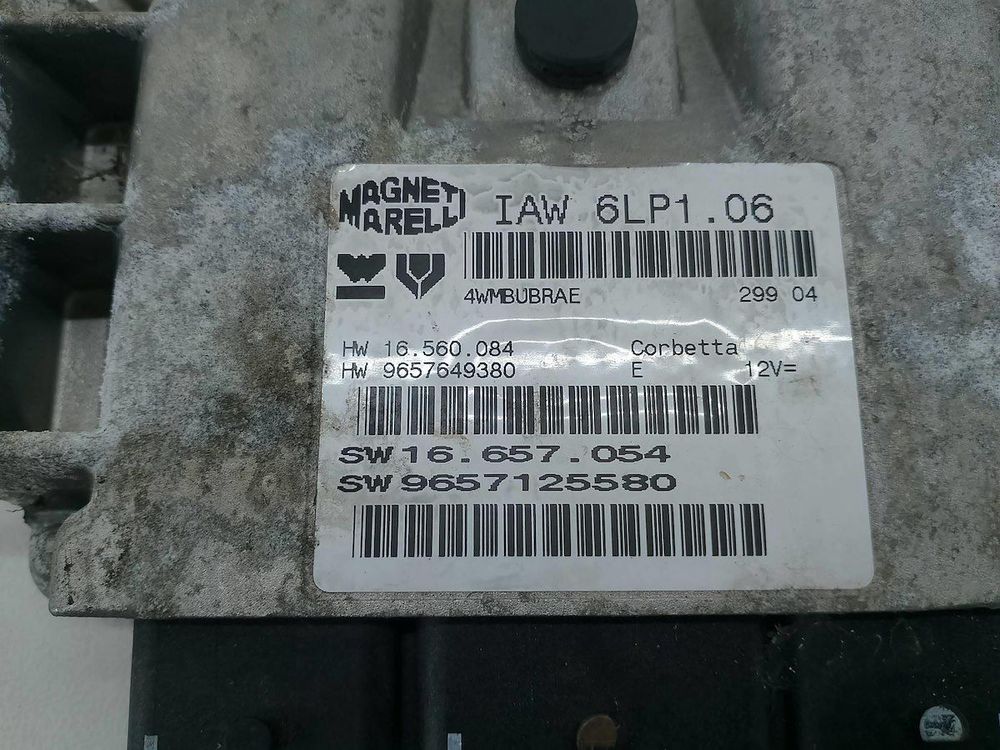 MAGNETI
MARELLI
IAW 6LP1.06
4WMBUBRAE 299 04
HW 16.560.084 Corbetta
HW 9657649380 E 12V=
SW 16.657.054
SW 9657125580